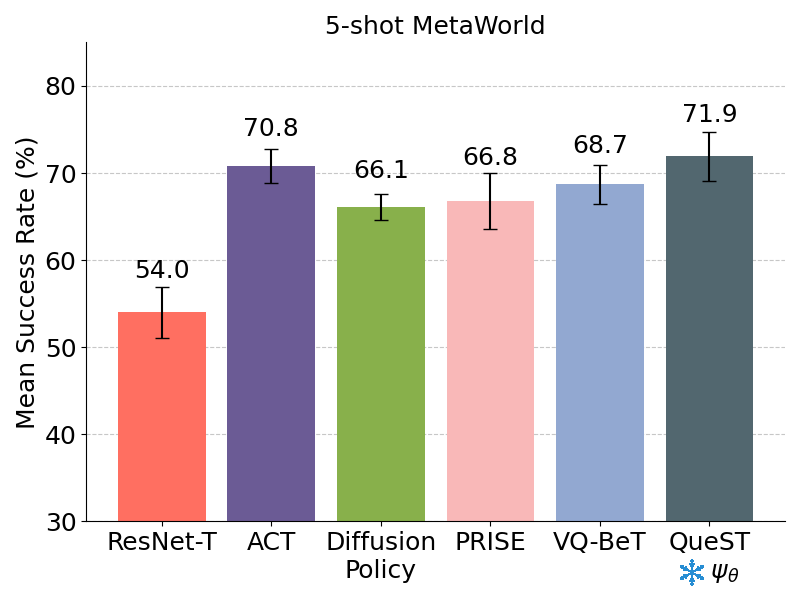 5-shot MetaWorld
Mean Success Rate (%)
80
70
60
50
40
30
54.0
70.8
66.1
66.8
68.7
71.9
ResNet-T
ACT
Diffusion
Policy
PRISE
VQ-BeT
QueST
ψθ